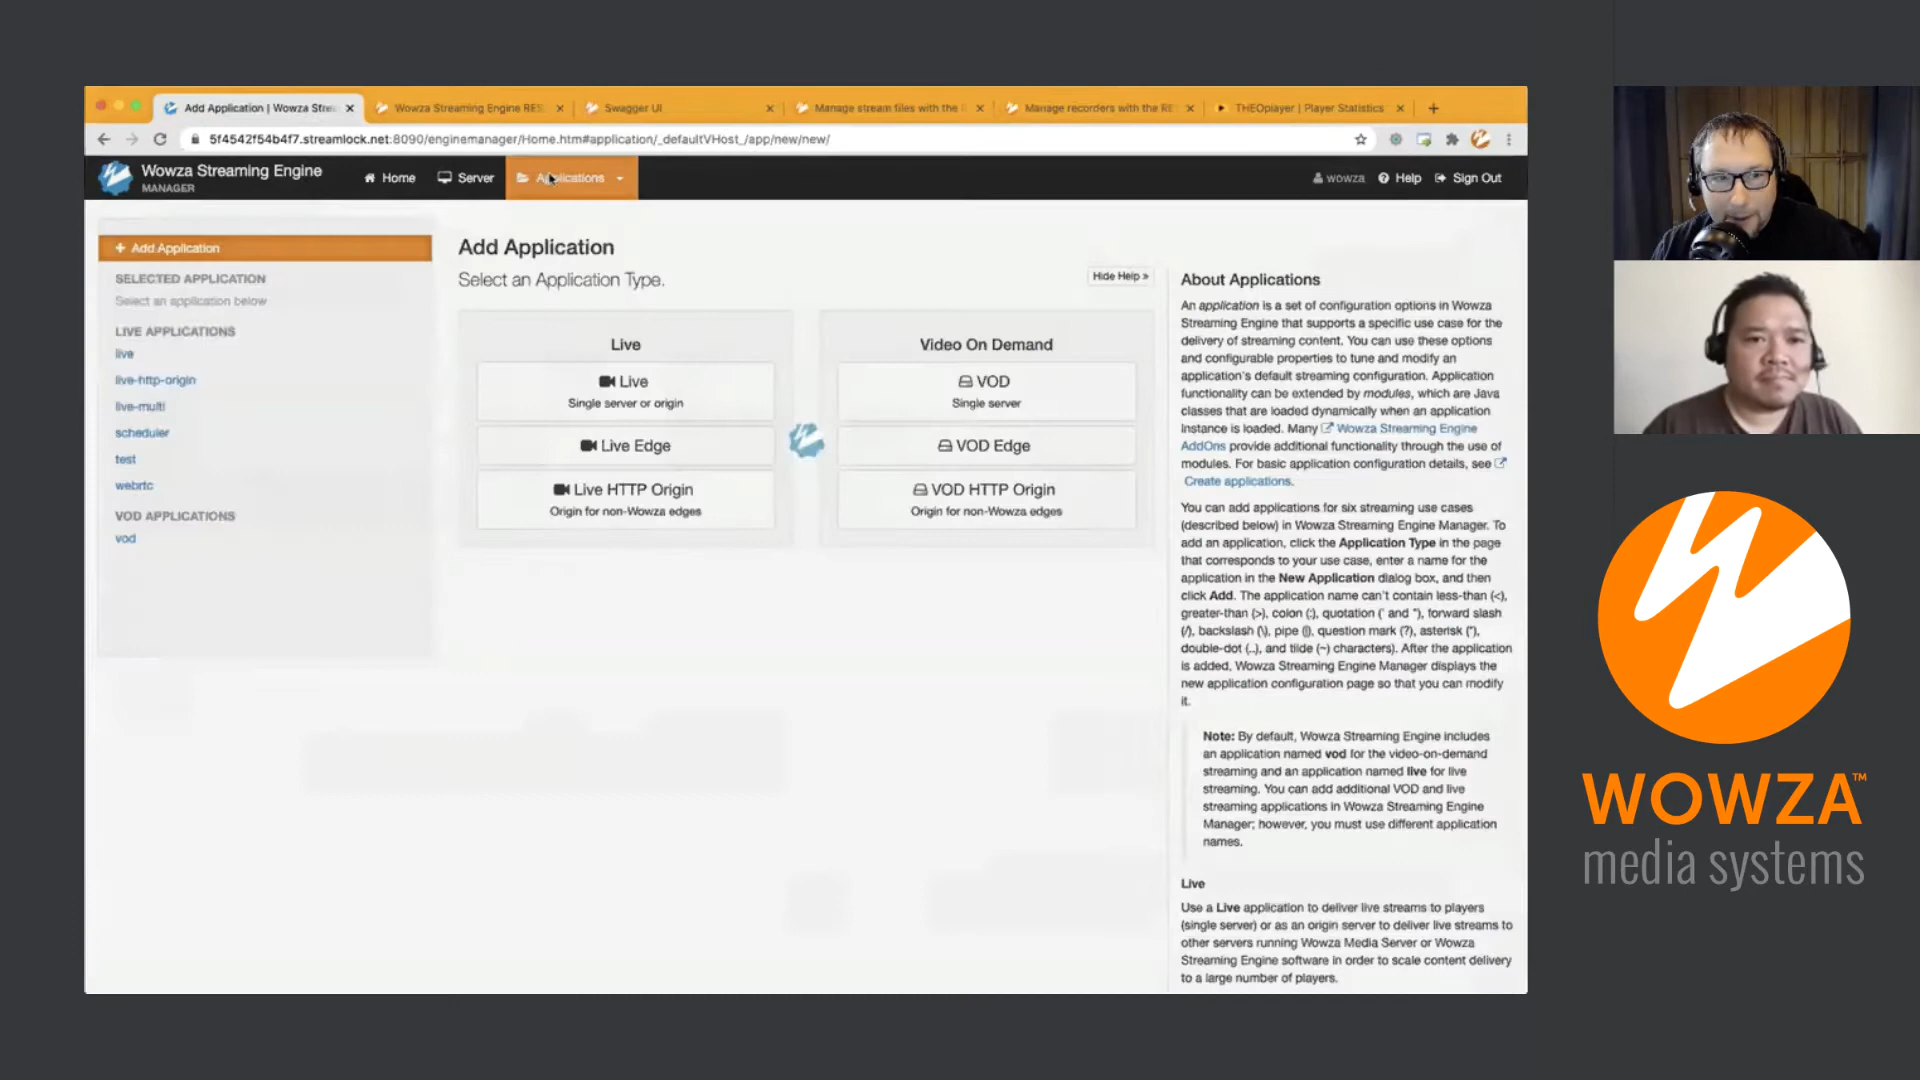 Add Application | Wowza Stre
Wowza Streaming Engine RES
Swagger UI
Manage stream files with the R
Manage recorders with the RE
THEOplayer | Player Statistics
5f4542f54b4f7.streamlock.net:8090/enginemanager/Home.htm#application/_defaultVHost_/app/new/new/
Wowza Streaming Engine
MANAGER
Home
Server
Applications
wowza
Help
Sign Out
+ Add Application
SELECTED APPLICATION
Select an application below
LIVE APPLICATIONS
live
live-http-origin
live-multi
scheduler
test
webrtc
VOD APPLICATIONS
vod
Add Application
Select an Application Type.
Hide Help »
Live
Live
Single server or origin
Live Edge
Live HTTP Origin
Origin for non-Wowza edges
Video On Demand
VOD
Single server
VOD Edge
VOD HTTP Origin
Origin for non-Wowza edges
About Applications
An application is a set of configuration options in Wowza
Streaming Engine that supports a specific use case for the
delivery of streaming content. You can use these options
and configurable properties to tune and modify an
application's default streaming configuration. Application
functionality can be extended by modules, which are Java
classes that are loaded dynamically when an application
instance is loaded. Many Wowza Streaming Engine
AddOns provide additional functionality through the use of
modules. For basic application configuration details, see
Create applications.
You can add applications for six streaming use cases
(described below) in Wowza Streaming Engine Manager. To
add an application, click the Application Type in the page
that corresponds to your use case, enter a name for the
application in the New Application dialog box, and then
click Add. The application name can't contain less-than (<),
greater-than (>), colon (:), quotation (' and "), forward slash
(/), backslash (\), pipe (|), question mark (?), asterisk (*),
double-dot (..), and tilde (~) characters). After the application
is added, Wowza Streaming Engine Manager displays the
new application configuration page so that you can modify
it.
Note: By default, Wowza Streaming Engine includes
an application named vod for the video-on-demand
streaming and an application named live for live
streaming. You can add additional VOD and live
streaming applications in Wowza Streaming Engine
Manager; however, you must use different application
names.
Live
Use a Live application to deliver live streams to players
(single server) or as an origin server to deliver live streams to
other servers running Wowza Media Server or Wowza
Streaming Engine software in order to scale content delivery
to a large number of players.
WOWZA™
media systems